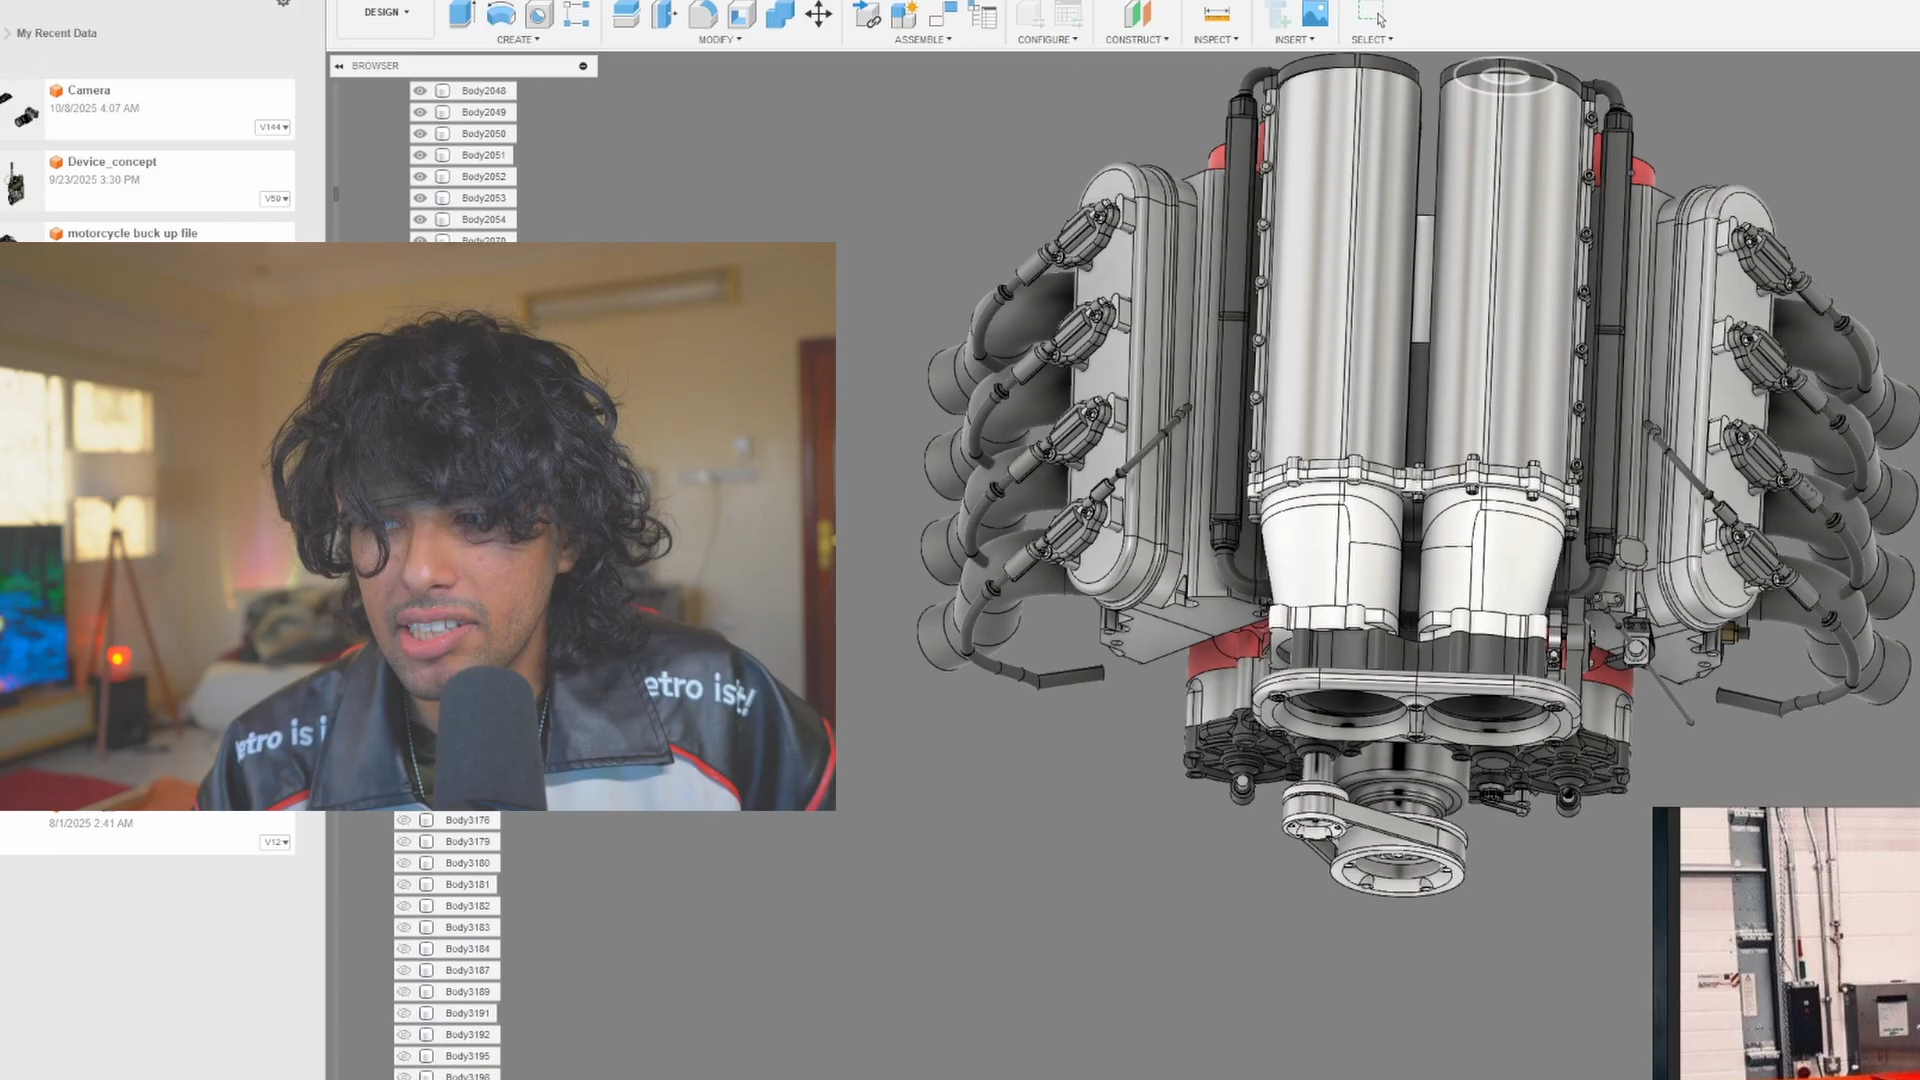 DESIGN
CREATE
MODIFY
ASSEMBLE
CONFIGURE
CONSTRUCT
INSPECT
INSERT
SELECT
My Recent Data
Camera
10/8/2025 4:07 AM
V144
Device_concept
9/23/2025 3:30 PM
V59
motorcycle buck up file
8/1/2025 2:41 AM
V12
BROWSER
Body2048
Body2049
Body2050
Body2051
Body2052
Body2053
Body2054
Body2070
etro is i
etro ist!
Body3176
Body3179
Body3180
Body3181
Body3182
Body3183
Body3184
Body3187
Body3189
Body3191
Body3192
Body3195
Body3198